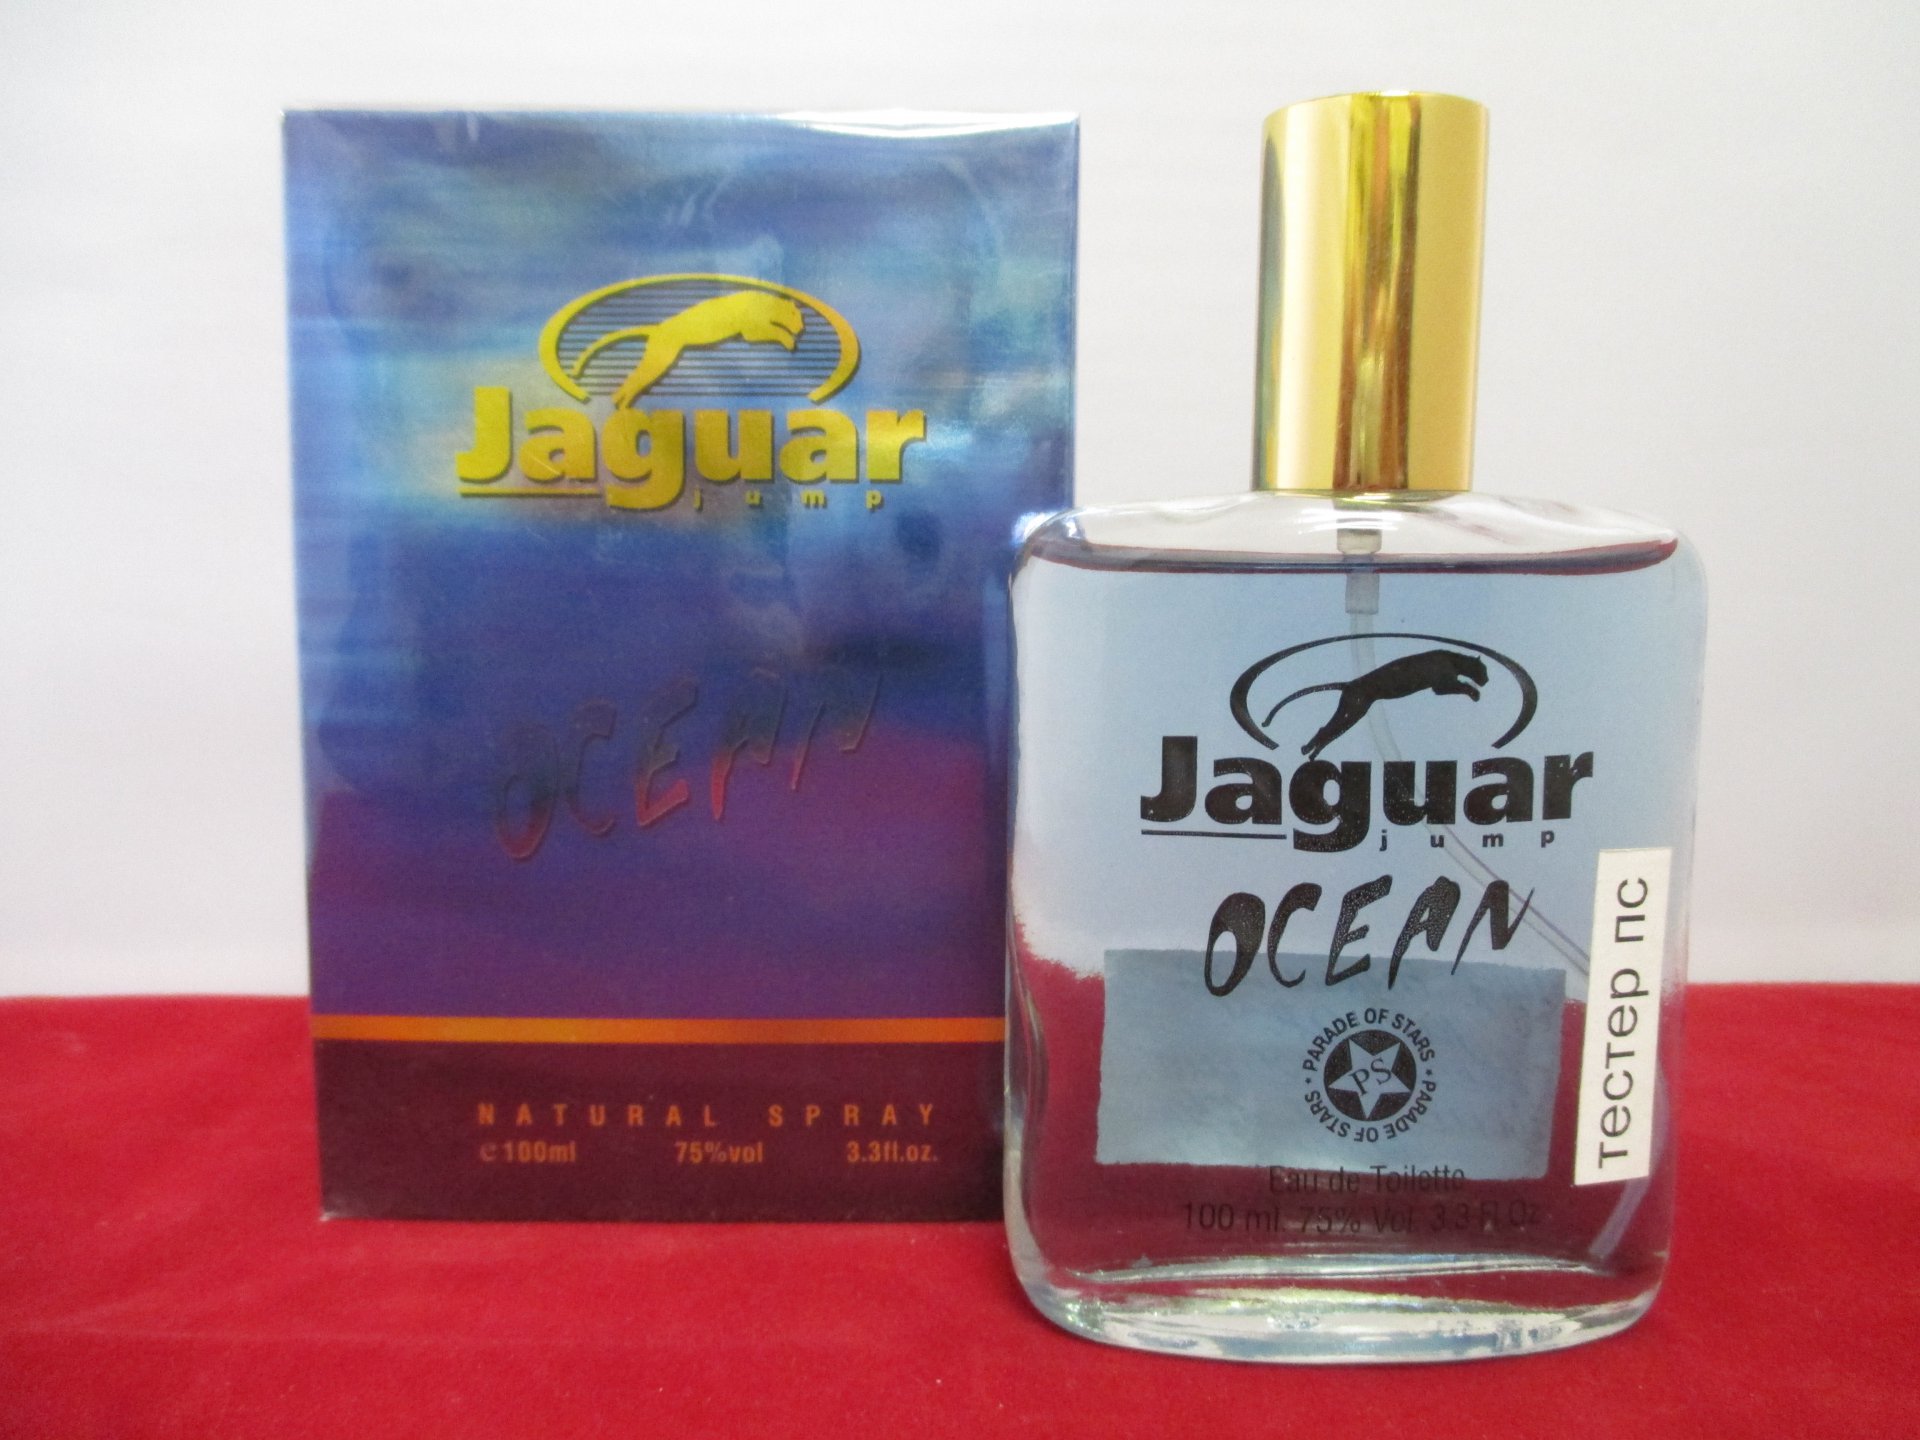 Jaguar
jump
OCEAN
NATURAL SPRAY
e 100ml 75%vol 3.3fl.oz.
Jaguar
jump
OCEAN
PARADE OF STARS • PARADE OF STARS •
PS
Eau de Toilette
100 ml. 75% Vol. 3.3 Fl.Oz
тестер пс